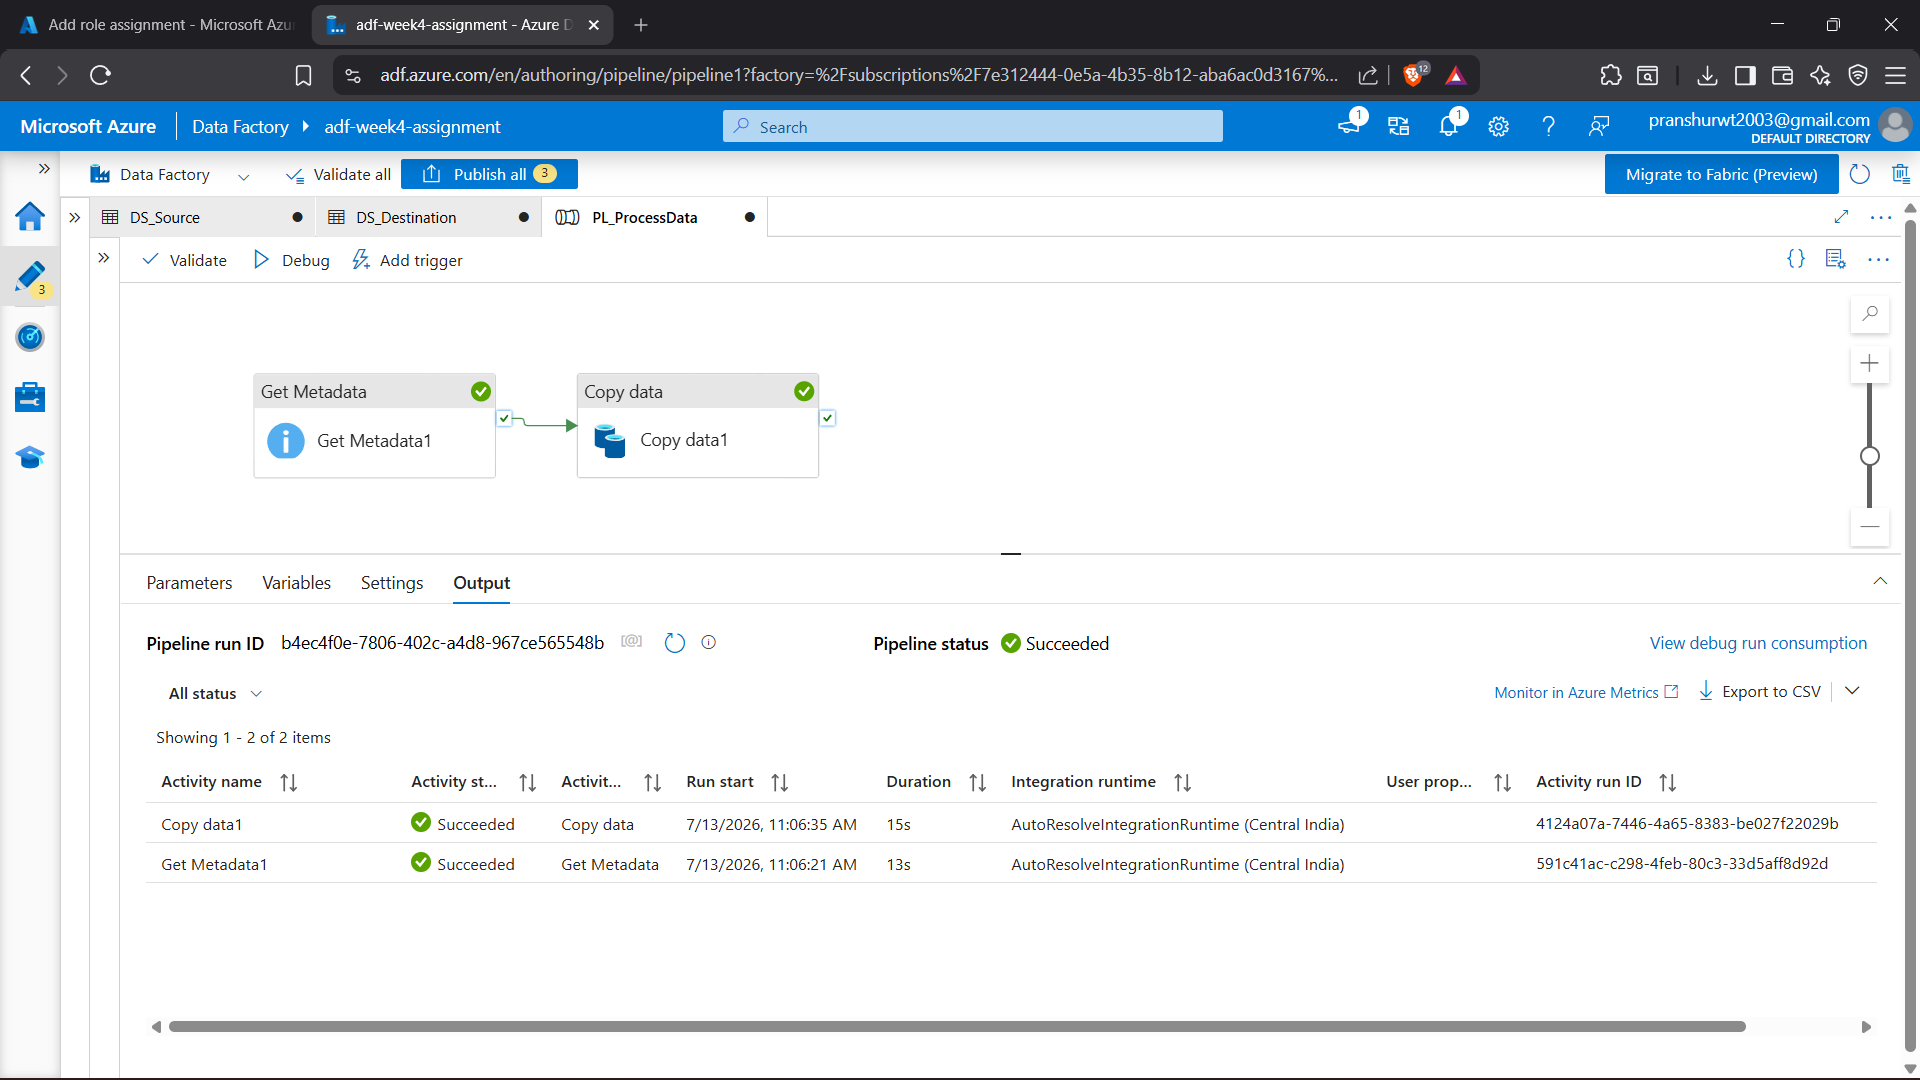 Add role assignment - Microsoft Azu
adf-week4-assignment - Azure D
adf.azure.com/en/authoring/pipeline/pipeline1?factory=%2Fsubscriptions%2F7e312444-0e5a-4b35-8b12-aba6ac0d3167%...
12
Microsoft Azure
Data Factory
adf-week4-assignment
Search
1
1
pranshurwt2003@gmail.com
DEFAULT DIRECTORY
Data Factory
Validate all
Publish all 3
Migrate to Fabric (Preview)
DS_Source
DS_Destination
PL_ProcessData
Validate
Debug
Add trigger
3
Get Metadata
Get Metadata1
Copy data
Copy data1
Parameters
Variables
Settings
Output
Pipeline run ID b4ec4f0e-7806-402c-a4d8-967ce565548b
Pipeline status Succeeded
View debug run consumption
All status
Monitor in Azure Metrics
Export to CSV
Showing 1 - 2 of 2 items
Activity name Activity st... Activit... Run start Duration Integration runtime User prop... Activity run ID
Copy data1 Succeeded Copy data 7/13/2026, 11:06:35 AM 15s AutoResolveIntegrationRuntime (Central India) 4124a07a-7446-4a65-8383-be027f22029b
Get Metadata1 Succeeded Get Metadata 7/13/2026, 11:06:21 AM 13s AutoResolveIntegrationRuntime (Central India) 591c41ac-c298-4feb-80c3-33d5aff8d92d